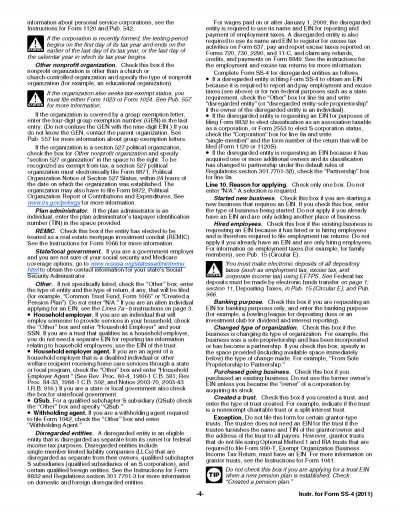 information about personal service corporations, see the
Instructions for Form 1120 and Pub. 542.
If the corporation is recently formed, the testing period
begins on the first day of its tax year and ends on the
earlier of the last day of its tax year, or the last day of
the calendar year in which its tax year begins.
Other nonprofit organization. Check this box if the
nonprofit organization is other than a church or
church-controlled organization and specify the type of nonprofit
organization (for example, an educational organization).
If the organization also seeks tax-exempt status, you
must file either Form 1023 or Form 1024. See Pub. 557
for more information.
If the organization is covered by a group exemption letter,
enter the four-digit group exemption number (GEN) in the last
entry. (Do not confuse the GEN with the nine-digit EIN.) If you
do not know the GEN, contact the parent organization. See
Pub. 557 for more information about group exemption letters.
If the organization is a section 527 political organization,
check the box for Other nonprofit organization and specify
"section 527 organization" in the space to the right. To be
recognized as exempt from tax, a section 527 political
organization must electronically file Form 8871, Political
Organization Notice of Section 527 Status, within 24 hours of
the date on which the organization was established. The
organization may also have to file Form 8872, Political
Organization Report of Contributions and Expenditures. See
www.irs.gov/polorgs for more information.
Plan administrator. If the plan administrator is an
individual, enter the plan administrator's taxpayer identification
number (TIN) in the space provided.
REMIC. Check this box if the entity has elected to be
treated as a real estate mortgage investment conduit (REMIC).
See the Instructions for Form 1066 for more information.
State/local government. If you are a government employer
and you are not sure of your social security and Medicare
coverage options, go to
to obtain the contact information for your state's Social
Security Administrator.
Other. If not specifically listed, check the "Other" box, enter
the type of entity and the type of return, if any, that will be filed
(for example, "Common Trust Fund, Form 1065" or "Created a
Pension Plan"). Do not enter "N/A." If you are an alien individual
applying for an EIN, see the Lines 7a–b instructions on page 3.
• Household employer. If you are an individual that will
employ someone to provide services in your household, check
the "Other" box and enter "Household Employer" and your
SSN. If you are a trust that qualifies as a household employer,
you do not need a separate EIN for reporting tax information
relating to household employees; use the EIN of the trust.
• Household employer agent. If you are an agent of a
household employer that is a disabled individual or other
welfare recipient receiving home care services through a state
or local program, check the "Other" box and enter "Household
Employer Agent." (See Rev. Proc. 80-4, 1980-1 C.B. 581; Rev.
Proc. 84-33, 1984-1 C.B. 502; and Notice 2003-70, 2003-43
I.R.B. 916.) If you are a state or local government also check
the box for state/local government.
• QSub. For a qualified subchapter S subsidiary (QSub) check
the "Other" box and specify "QSub."
• Withholding agent. If you are a withholding agent required
to file Form 1042, check the "Other" box and enter
"Withholding Agent."
Disregarded entities. A disregarded entity is an eligible
entity that is disregarded as separate from its owner for federal
income tax purposes. Disregarded entities include
single-member limited liability companies (LLCs) that are
disregarded as separate from their owners, qualified subchapter
S subsidiaries (qualified subsidiaries of an S corporation), and
certain qualified foreign entities. See the Instructions for Form
8832 and Regulations section 301.7701-3 for more information
on domestic and foreign disregarded entities.
For wages paid on or after January 1, 2009, the disregarded
entity is required to use its name and EIN for reporting and
payment of employment taxes. A disregarded entity is also
required to use its name and EIN to register for excise tax
activities on Form 637, pay and report excise taxes reported on
Forms 720, 730, 2290, and 11-C, and claim any refunds,
credits, and payments on Form 8849. See the instructions for
the employment and excise tax returns for more information.
Complete Form SS-4 for disregarded entities as follows.
• If a disregarded entity is filing Form SS-4 to obtain an EIN
because it is required to report and pay employment and excise
taxes (see above) or for non-federal purposes such as a state
requirement, check the "Other" box for line 9a and write
"disregarded entity" (or "disregarded entity-sole proprietorship"
if the owner of the disregarded entity is an individual).
• If the disregarded entity is requesting an EIN for purposes of
filing Form 8832 to elect classification as an association taxable
as a corporation, or Form 2553 to elect S corporation status,
check the "Corporation" box for line 9a and write
"single-member" and the form number of the return that will be
filed (Form 1120 or 1120S).
• If the disregarded entity is requesting an EIN because it has
acquired one or more additional owners and its classification
has changed to partnership under the default rules of
Regulations section 301.7701-3(f), check the "Partnership" box
for line 9a.
Line 10. Reason for applying. Check only one box. Do not
enter "N/A." A selection is required.
Started new business. Check this box if you are starting a
new business that requires an EIN. If you check this box, enter
the type of business being started. Do not apply if you already
have an EIN and are only adding another place of business.
Hired employees. Check this box if the existing business is
requesting an EIN because it has hired or is hiring employees
and is therefore required to file employment tax returns. Do not
apply if you already have an EIN and are only hiring employees.
For information on employment taxes (for example, for family
members), see Pub. 15 (Circular E).
You must make electronic deposits of all depository
taxes (such as employment tax, excise tax, and
corporate income tax) using EFTPS. See Federal tax
deposits must be made by electronic funds transfer on page 1;
section 11, Depositing Taxes, in Pub. 15 (Circular E); and Pub.
966.
Banking purpose. Check this box if you are requesting an
EIN for banking purposes only, and enter the banking purpose
(for example, a bowling league for depositing dues or an
investment club for dividend and interest reporting).
Changed type of organization. Check this box if the
business is changing its type of organization. For example, the
business was a sole proprietorship and has been incorporated
or has become a partnership. If you check this box, specify in
the space provided (including available space immediately
below) the type of change made. For example, "From Sole
Proprietorship to Partnership."
Purchased going business. Check this box if you
purchased an existing business. Do not use the former owner's
EIN unless you became the "owner" of a corporation by
acquiring its stock.
Created a trust. Check this box if you created a trust, and
enter the type of trust created. For example, indicate if the trust
is a nonexempt charitable trust or a split-interest trust.
Exception. Do not file this form for certain grantor-type
trusts. The trustee does not need an EIN for the trust if the
trustee furnishes the name and TIN of the grantor/owner and
the address of the trust to all payors. However, grantor trusts
that do not file using Optional Method 1 and IRA trusts that are
required to file Form 990-T, Exempt Organization Business
Income Tax Return, must have an EIN. For more information on
grantor trusts, see the Instructions for Form 1041.
TIP
Do not check this box if you are applying for a trust EIN
when a new pension plan is established. Check
"Created a pension plan."
-4-
Instr. for Form SS-4 (2011)